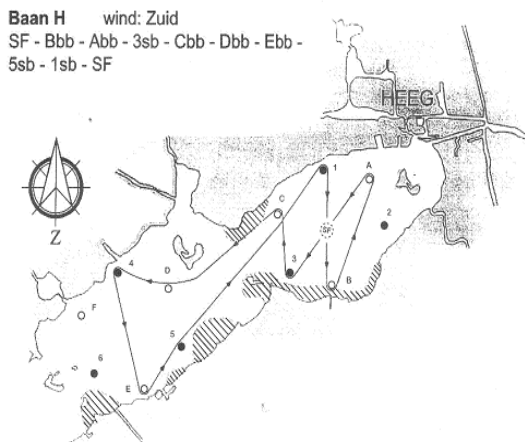 Baan H wind: Zuid
SF - Bbb - Abb - 3sb - Cbb - Dbb - Ebb -
5sb - 1sb - SF
HEEG
1
A
C
2
SF
4
3
D
B
F
5
6
E
Z